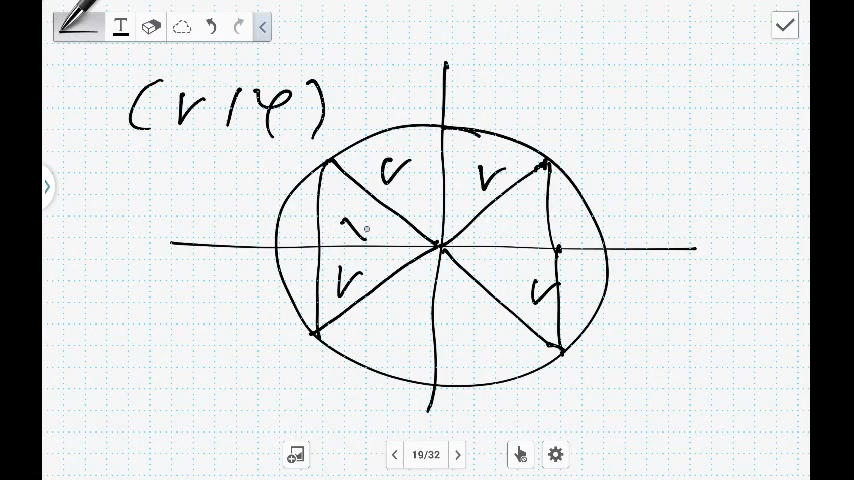 T
(r, φ)
r r
r r
19/32